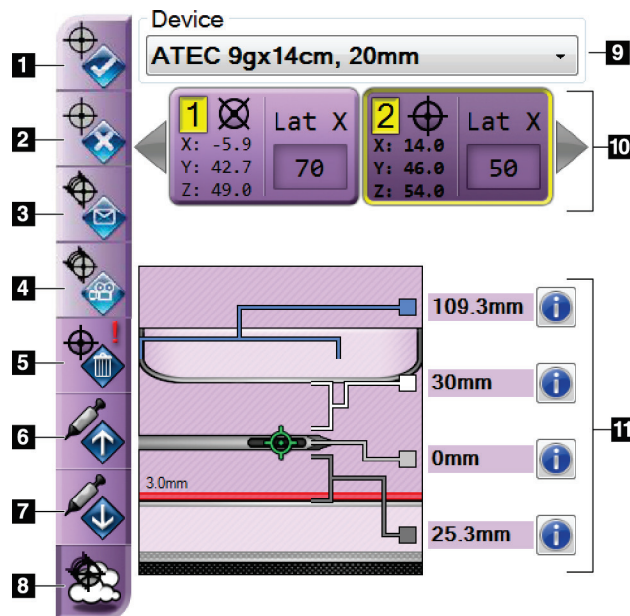 Device
1
ATEC 9gx14cm, 20mm
9
1 Lat X
X: -5.9
Y: 42.7
Z: 49.0
70
2 Lat X
X: 14.0
Y: 46.0
Z: 54.0
50
10
2
3
4
5
!
6
7
8
109.3mm
30mm
0mm
3.0mm
25.3mm
i
i
i
i
11